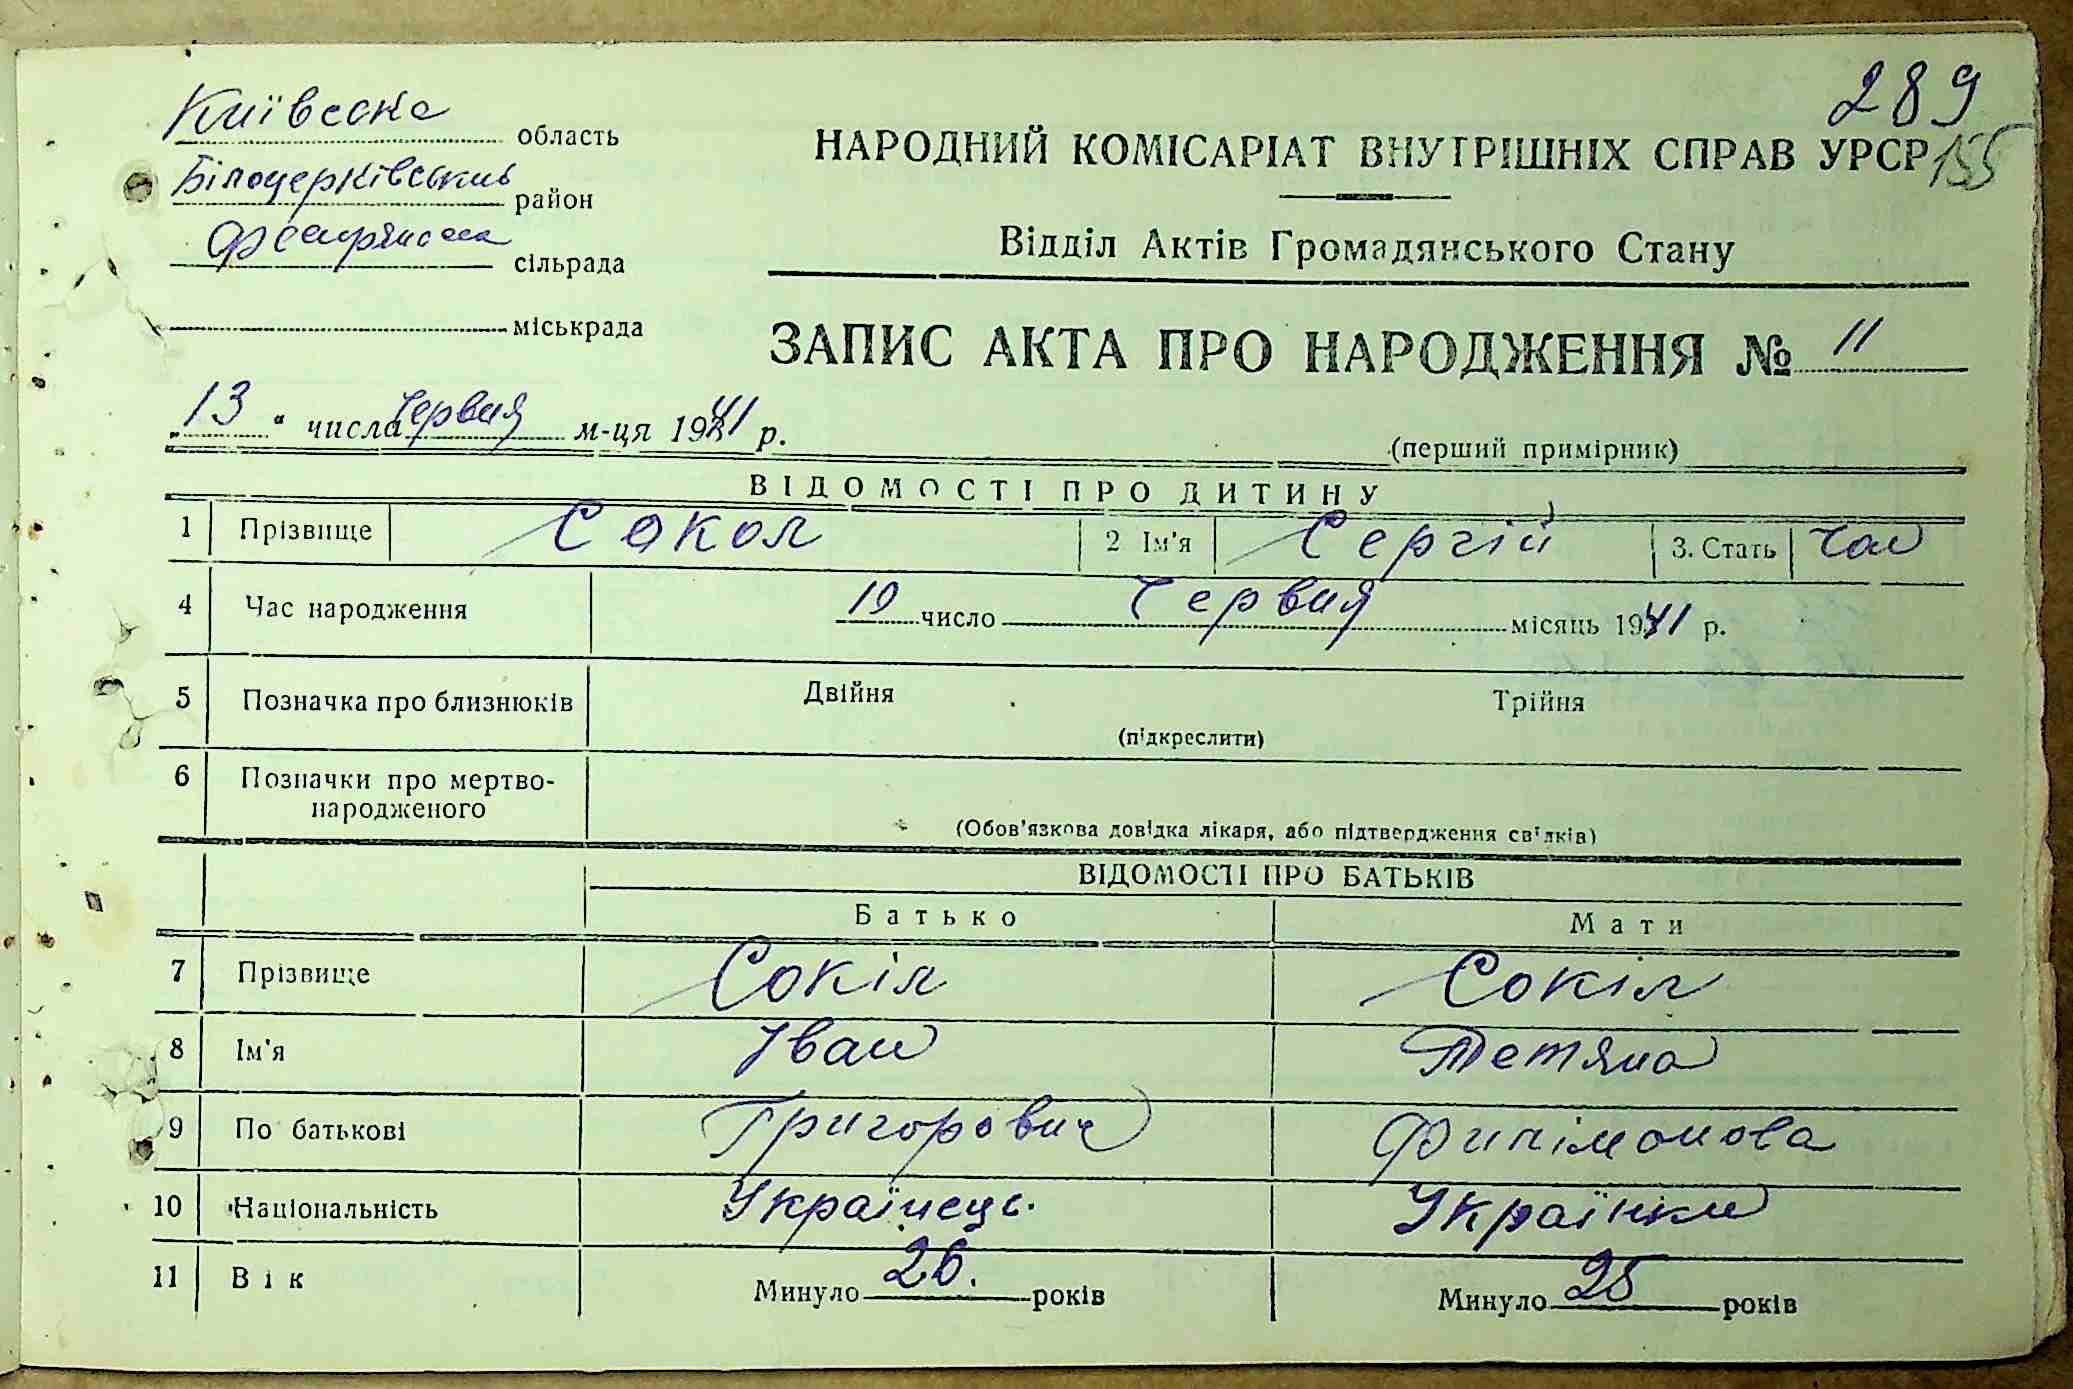 289
155
Київська область
Білоцерківський район
сільрада
міськрада
НАРОДНИЙ КОМІСАРІАТ ВНУТРІШНІХ СПРАВ УРСР
Відділ Актів Громадянського Стану
ЗАПИС АКТА ПРО НАРОДЖЕННЯ № 11
„13" числа Червня м-ця 1941 р.
(перший примірник)
ВІДОМОСТІ ПРО ДИТИНУ
1 Прізвище Сокол 2 Ім'я Сергій 3. Стать Чол
4 Час народження 10 число Червня місяць 1941 р.
5 Позначка про близнюків Двійня Трійня
(підкреслити)
6 Позначки про мертво-
народженого
(Обов'язкова довідка лікаря, або підтвердження свідків)
ВІДОМОСТІ ПРО БАТЬКІВ
Батько Мати
7 Прізвище Сокіл Сокіл
8 Ім'я Іван Тетяна
9 По батькові Григорович Филімонова
10 Національність Українець. Українка
11 Вік Минуло 26. років Минуло 25 років